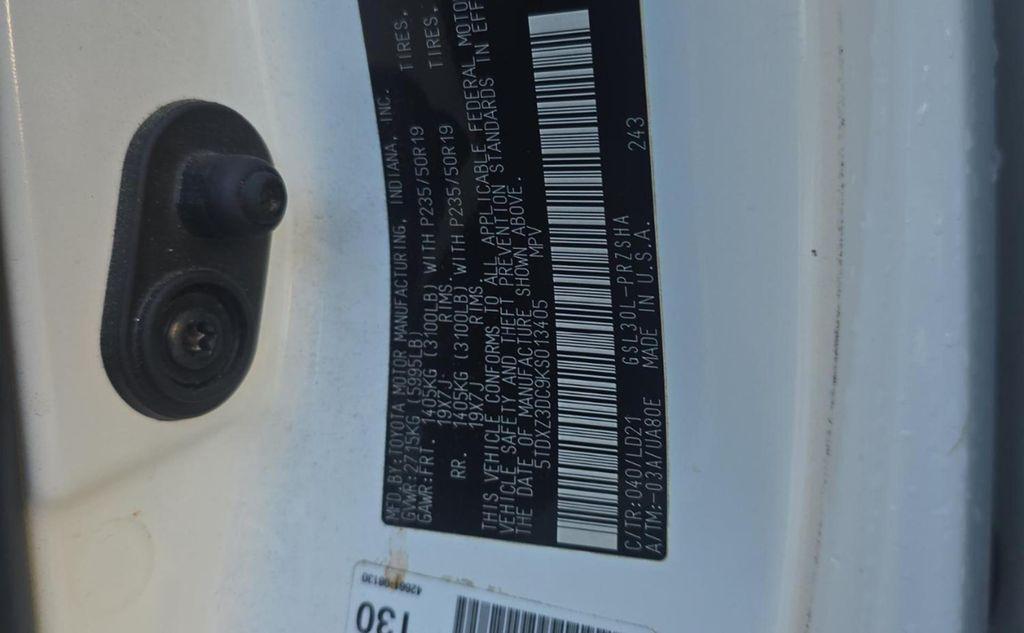 MFD.BY:TOYOTA MOTOR MANUFACTURING, INDIANA, INC.
GVWR:2715KG (5995LB)
GAWR:FRT. 1405KG (3100LB) WITH P235/50R19 TIRES,
19X7J RIMS
RR. 1405KG (3100LB) WITH P235/50R19 TIRES,
19X7J RIMS
THIS VEHICLE CONFORMS TO ALL APPLICABLE FEDERAL MOTO
VEHICLE SAFETY AND THEFT PREVENTION STANDARDS IN EFF
THE DATE OF MANUFACTURE SHOWN ABOVE.
5TDXZ3DC9KS013405 MPV
C/TR:040/LD21 GSL30L-PRZSHA 243
A/TM:-03A/UA80E MADE IN U.S.A.
130